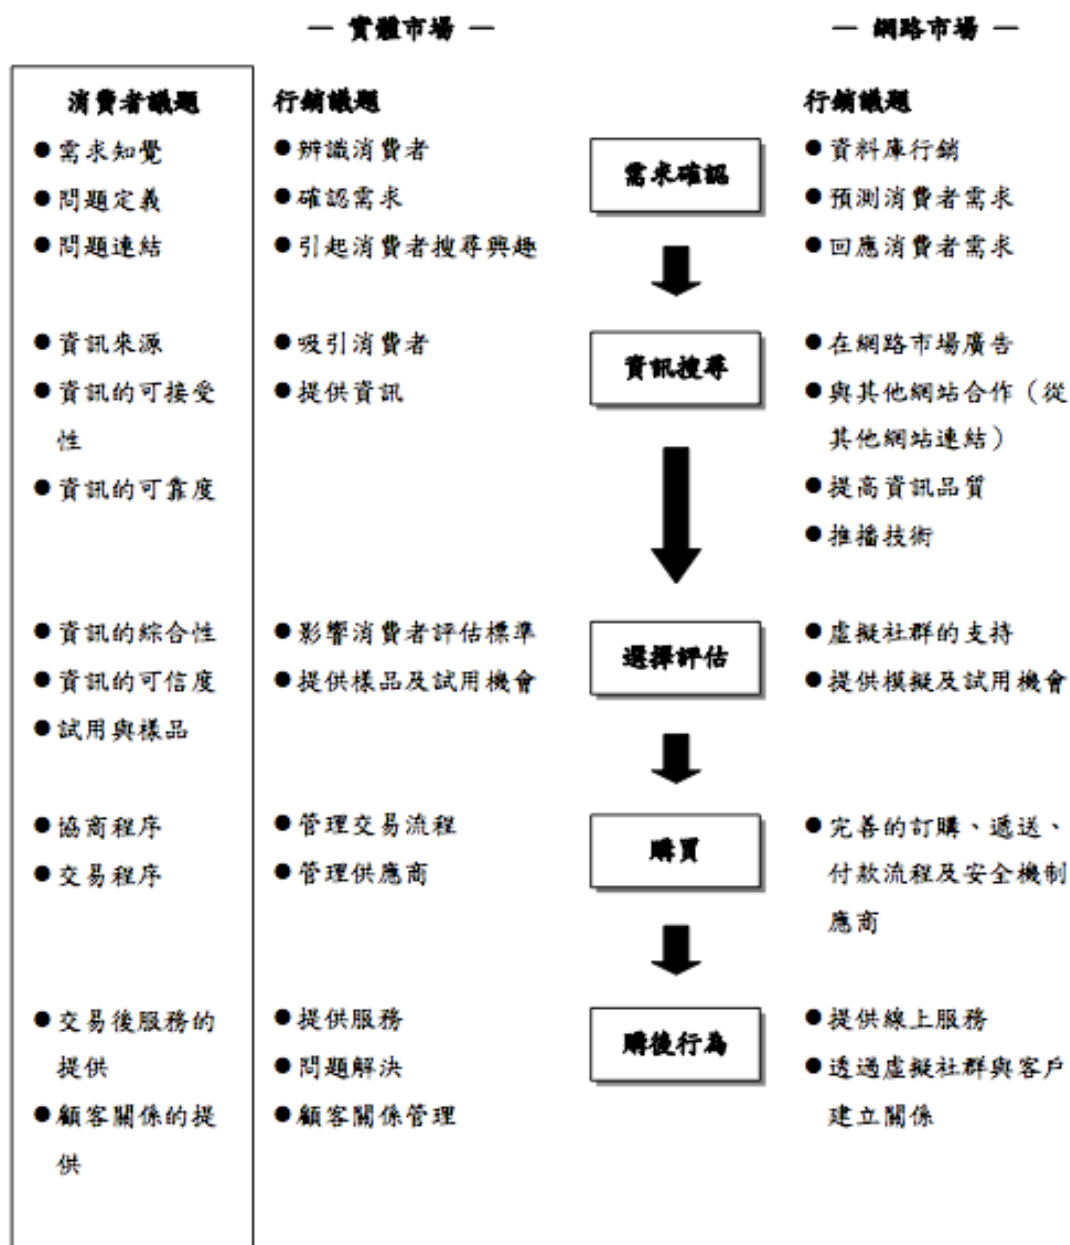 — 實體市場 —
— 網路市場 —
消費者議題
行銷議題
行銷議題
●需求知覺
●問題定義
●問題連結
●辨識消費者
●確認需求
●引起消費者搜尋興趣
需求確認
●資料庫行銷
●預測消費者需求
●回應消費者需求
●資訊來源
●資訊的可接受
性
●資訊的可靠度
●吸引消費者
●提供資訊
資訊搜尋
●在網路市場廣告
●與其他網站合作（從
其他網站連結）
●提高資訊品質
●推播技術
●資訊的綜合性
●資訊的可信度
●試用與樣品
●影響消費者評估標準
●提供樣品及試用機會
選擇評估
●虛擬社群的支持
●提供模擬及試用機會
●協商程序
●交易程序
●管理交易流程
●管理供應商
購買
●完善的訂購、遞送、
付款流程及安全機制
應商
●交易後服務的
提供
●顧客關係的提
供
●提供服務
●問題解決
●顧客關係管理
購後行為
●提供線上服務
●透過虛擬社群與客戶
建立關係